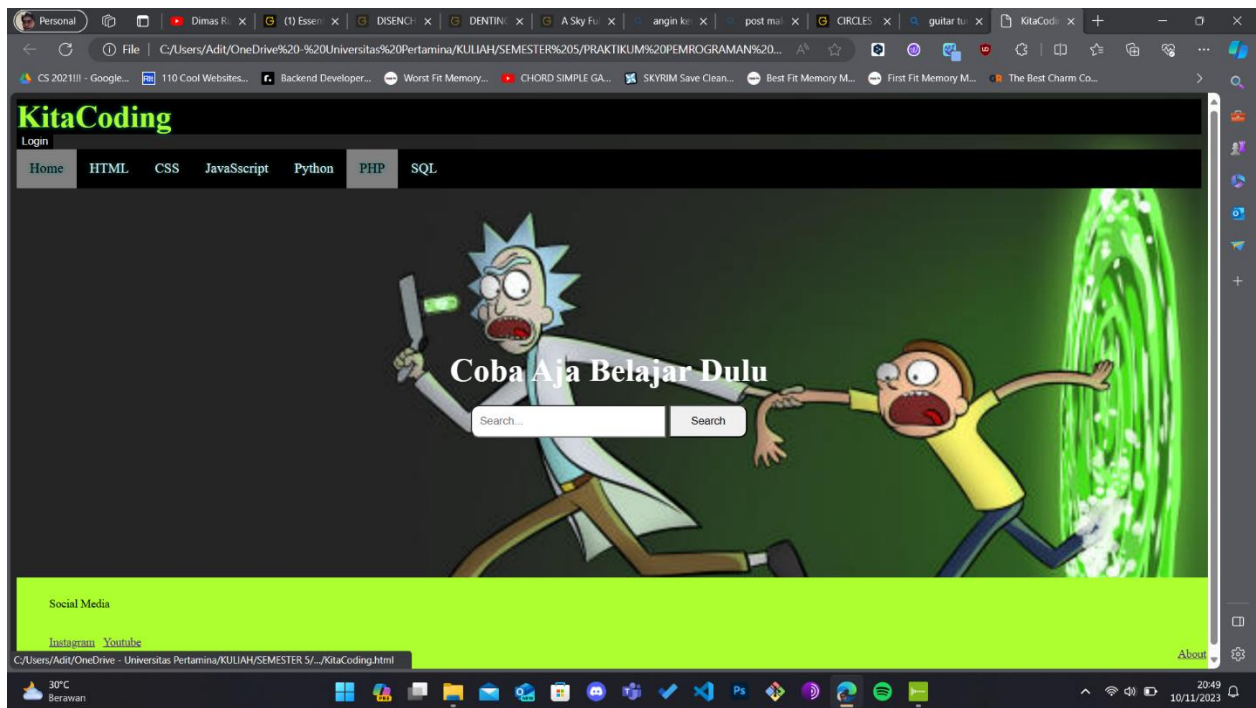 Personal
Dimas R
(1) Essen
DISENCH
DENTING
A Sky Ful
angin ke
post mal
CIRCLES
guitar tu
KitaCodin
File | C:/Users/Adit/OneDrive%20-%20Universitas%20Pertamina/KULIAH/SEMESTER%205/PRAKTIKUM%20PEMROGRAMAN%20...
CS 2021!!! - Google...
110 Cool Websites...
Backend Developer...
Worst Fit Memory...
CHORD SIMPLE GA...
SKYRIM Save Clean...
Best Fit Memory M...
First Fit Memory M...
The Best Charm Co...
KitaCoding
Login
Home HTML CSS JavaSscript Python PHP SQL
Coba Aja Belajar Dulu
Search... Search
Social Media
Instagram Youtube
About
C:/Users/Adit/OneDrive - Universitas Pertamina/KULIAH/SEMESTER 5/.../KitaCoding.html
30°C
Berawan
20:49
10/11/2023